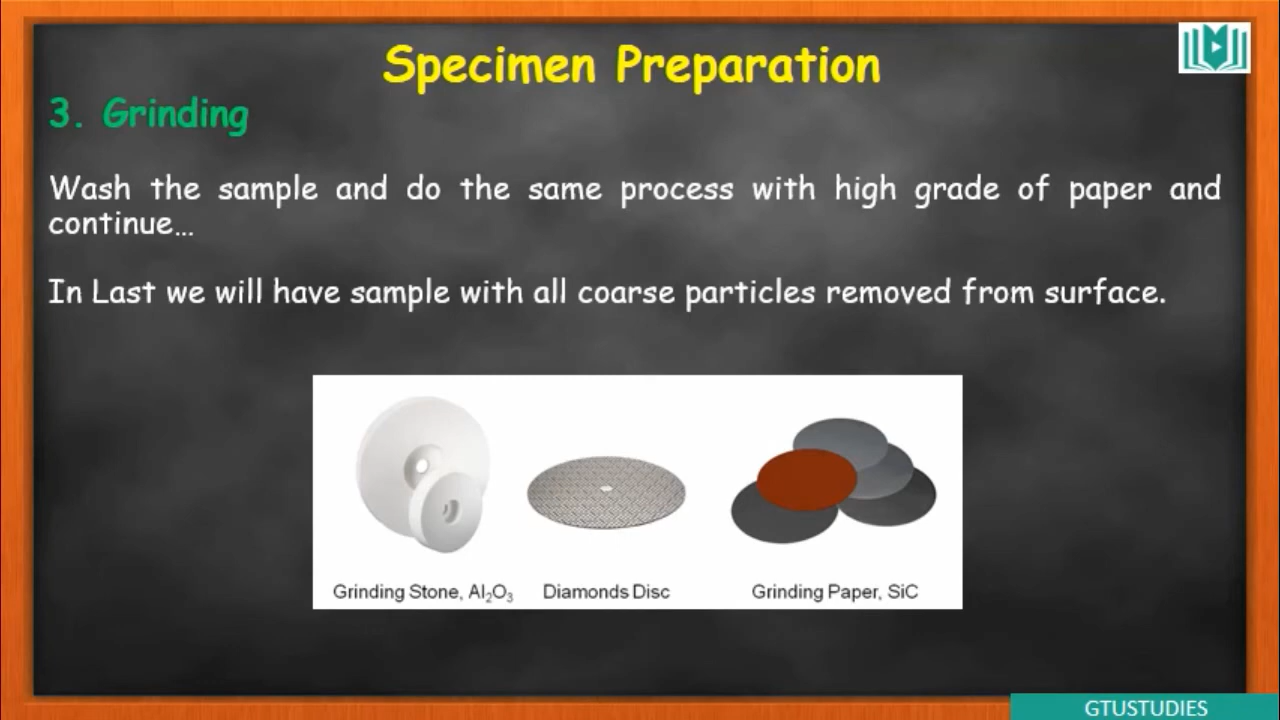 Specimen Preparation
3. Grinding
Wash the sample and do the same process with high grade of paper and
continue…
In Last we will have sample with all coarse particles removed from surface.
Grinding Stone, Al₂O₃
Diamonds Disc
Grinding Paper, SiC
GTUSTUDIES